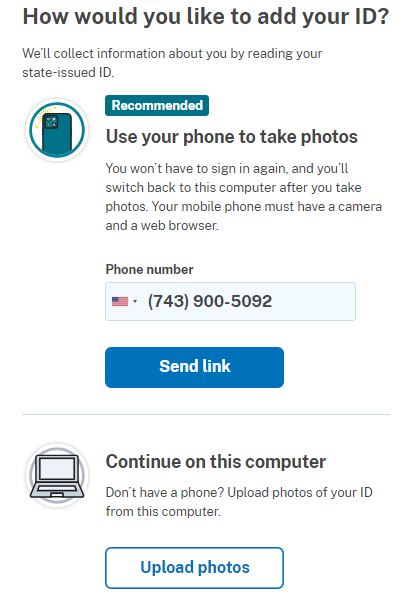 How would you like to add your ID?
We'll collect information about you by reading your
state-issued ID.
Recommended
Use your phone to take photos
You won't have to sign in again, and you'll
switch back to this computer after you take
photos. Your mobile phone must have a camera
and a web browser.
Phone number
(743) 900-5092
Send link
Continue on this computer
Don't have a phone? Upload photos of your ID
from this computer.
Upload photos